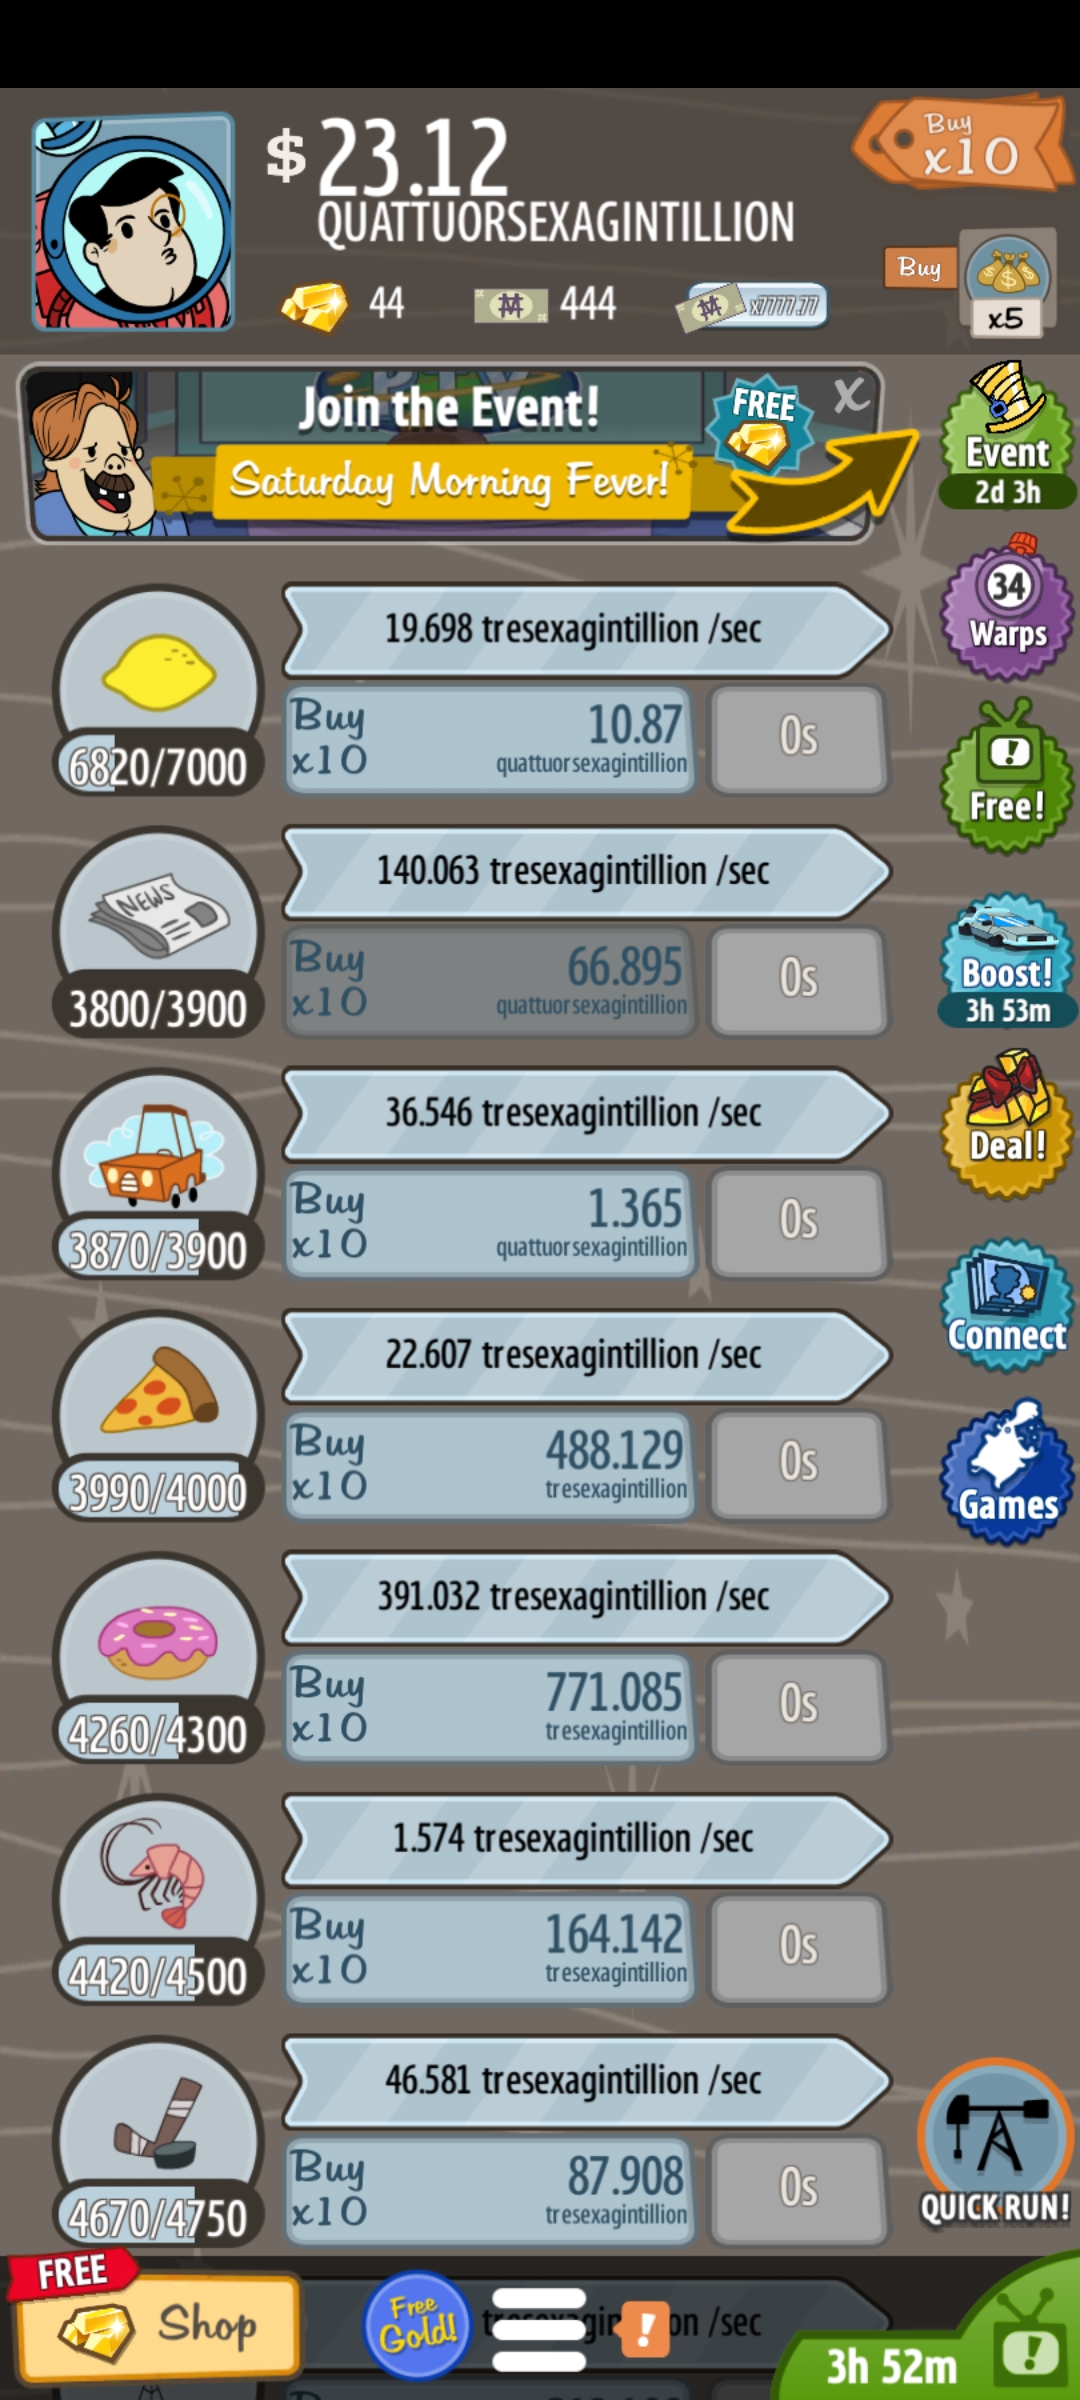 $ 23.12
QUATTUORSEXAGINTILLION
Buy
x10
44
444
x7777.77
Buy
x5
Join the Event!
Saturday Morning Fever!
FREE
X
Event
2d 3h
34
Warps
Free!
Boost!
3h 53m
Deal!
Connect
Games
19.698 tresexagintillion /sec
Buy
x10
10.87
quattuorsexagintillion
0s
6820/7000
NEWS
140.063 tresexagintillion /sec
Buy
x10
66.895
quattuorsexagintillion
0s
3800/3900
36.546 tresexagintillion /sec
Buy
x10
1.365
quattuorsexagintillion
0s
3870/3900
22.607 tresexagintillion /sec
Buy
x10
488.129
tresexagintillion
0s
3990/4000
391.032 tresexagintillion /sec
Buy
x10
771.085
tresexagintillion
0s
4260/4300
1.574 tresexagintillion /sec
Buy
x10
164.142
tresexagintillion
0s
4420/4500
46.581 tresexagintillion /sec
Buy
x10
87.908
tresexagintillion
0s
4670/4750
QUICK RUN!
FREE
Shop
Free
Gold!
/sec
!
3h 52m
!